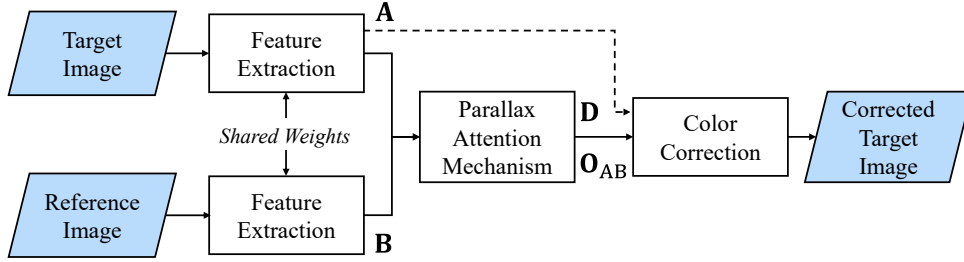 Target
Image
Feature
Extraction
A
Shared Weights
Reference
Image
Feature
Extraction
B
Parallax
Attention
Mechanism
D
O_AB
Color
Correction
Corrected
Target
Image